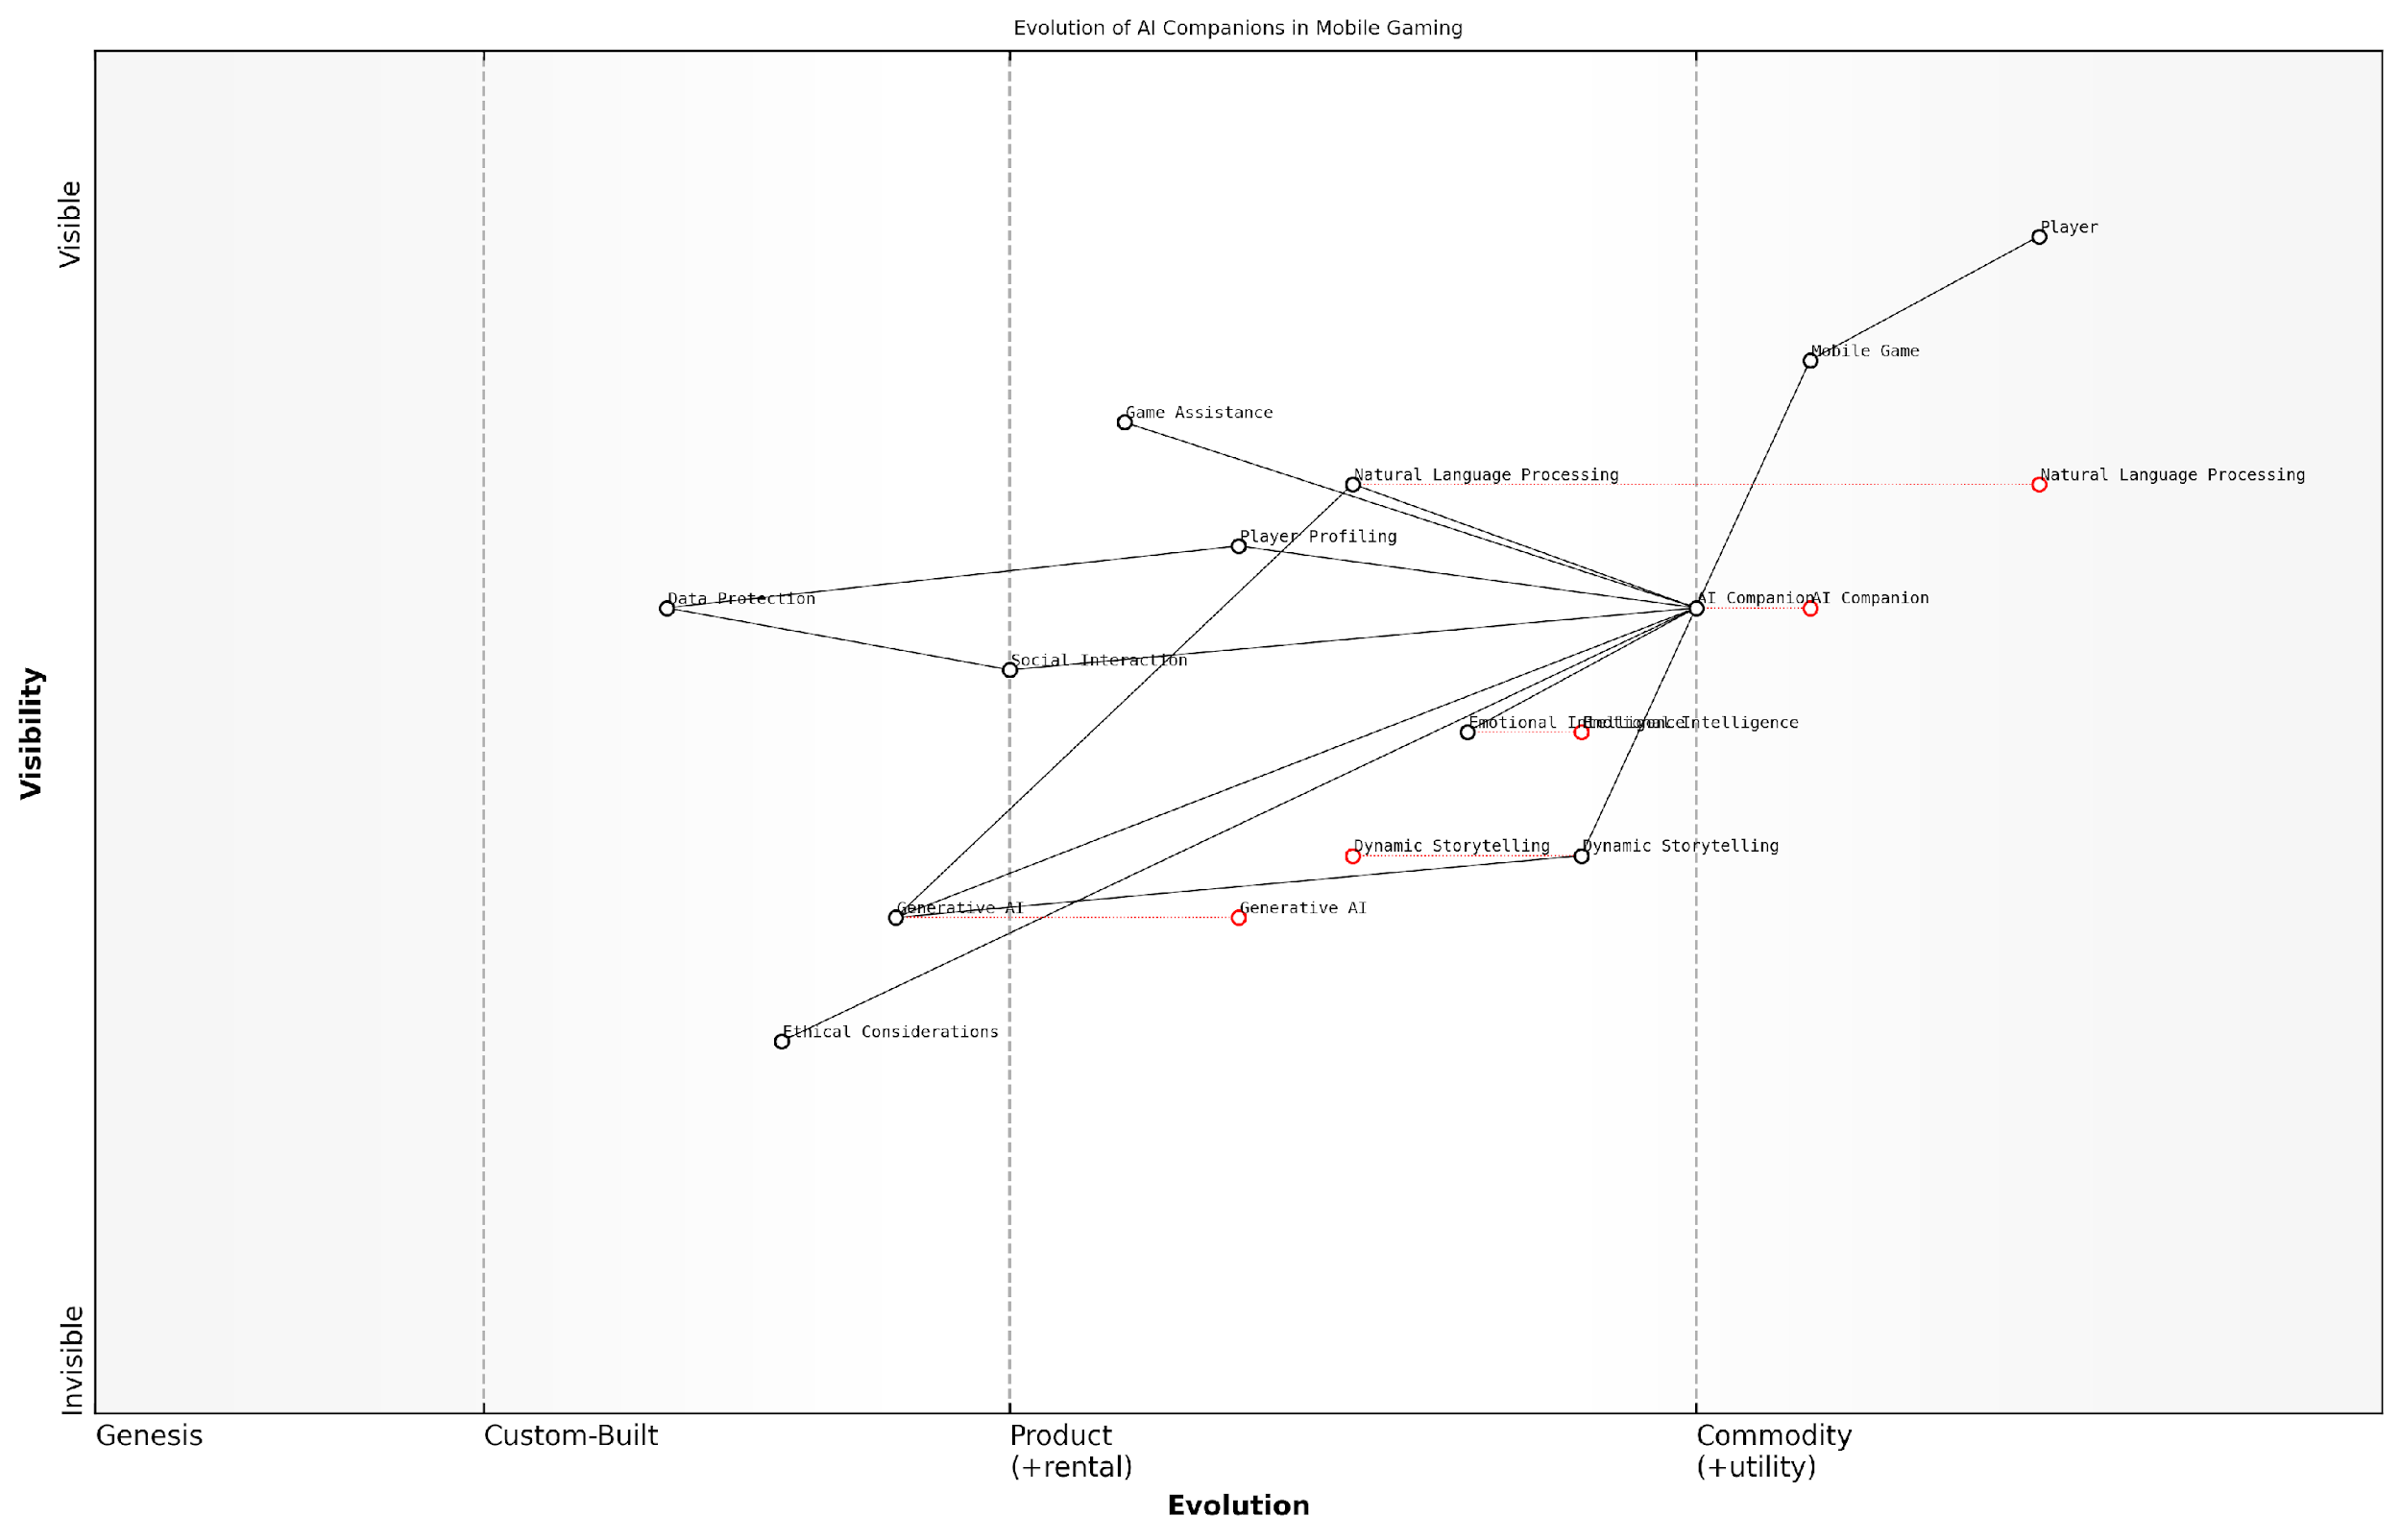 Evolution of AI Companions in Mobile Gaming
Visible
Player
Mobile Game
Game Assistance
Natural Language Processing
Natural Language Processing
Player Profiling
Data Protection
AI Companion
AI Companion
Social Interaction
Emotional Intelligence
Emotional Intelligence
Visibility
Dynamic Storytelling
Dynamic Storytelling
Generative AI
Generative AI
Ethical Considerations
Invisible
Genesis
Custom-Built
Product
(+rental)
Commodity
(+utility)
Evolution